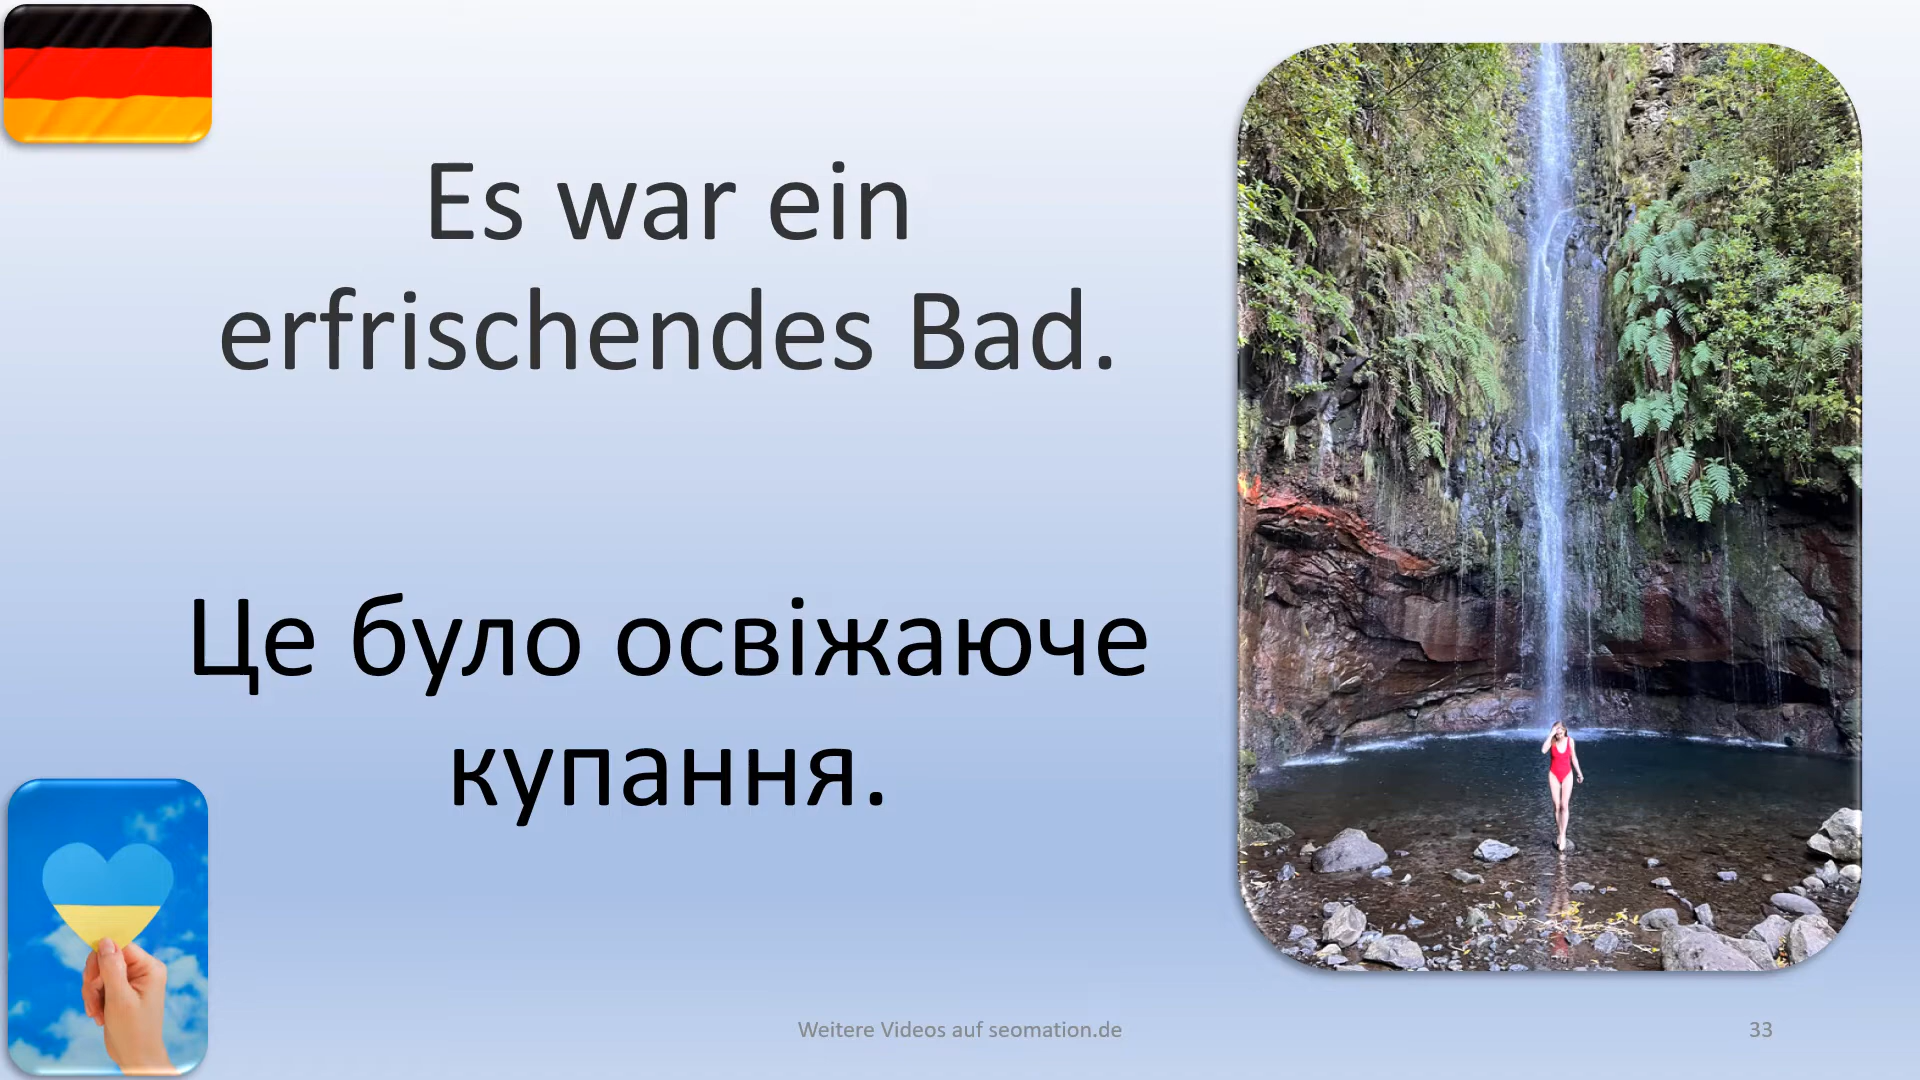 Es war ein
erfrischendes Bad.
Це було освіжаюче
купання.
Weitere Videos auf seomation.de
33